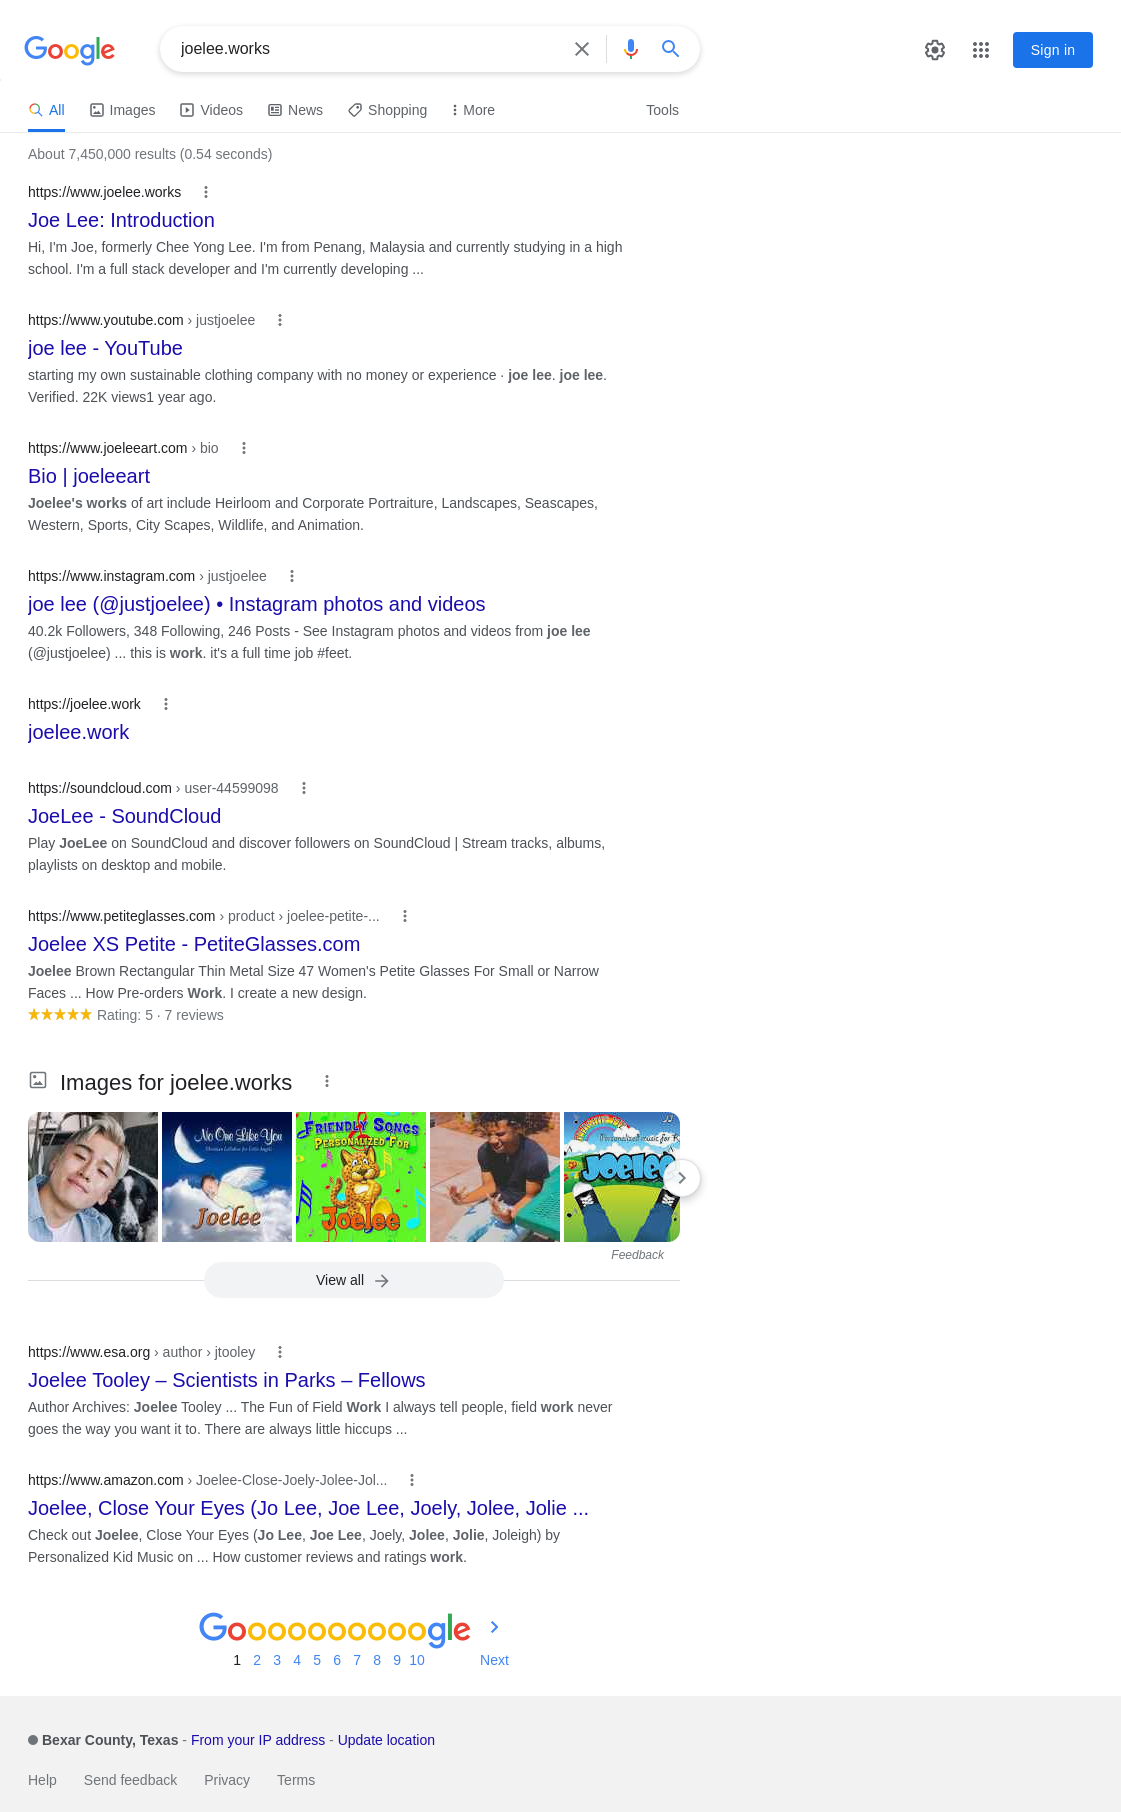 Google
joelee.works
Sign in
All
Images
Videos
News
Shopping
More
Tools
About 7,450,000 results (0.54 seconds)
https://www.joelee.works
Joe Lee: Introduction
Hi, I'm Joe, formerly Chee Yong Lee. I'm from Penang, Malaysia and currently studying in a high
school. I'm a full stack developer and I'm currently developing ...
https://www.youtube.com › justjoelee
joe lee - YouTube
starting my own sustainable clothing company with no money or experience · joe lee. joe lee.
Verified. 22K views1 year ago.
https://www.joeleeart.com › bio
Bio | joeleeart
Joelee's works of art include Heirloom and Corporate Portraiture, Landscapes, Seascapes,
Western, Sports, City Scapes, Wildlife, and Animation.
https://www.instagram.com › justjoelee
joe lee (@justjoelee) • Instagram photos and videos
40.2k Followers, 348 Following, 246 Posts - See Instagram photos and videos from joe lee
(@justjoelee) ... this is work. it's a full time job #feet.
https://joelee.work
joelee.work
https://soundcloud.com › user-44599098
JoeLee - SoundCloud
Play JoeLee on SoundCloud and discover followers on SoundCloud | Stream tracks, albums,
playlists on desktop and mobile.
https://www.petiteglasses.com › product › joelee-petite-...
Joelee XS Petite - PetiteGlasses.com
Joelee Brown Rectangular Thin Metal Size 47 Women's Petite Glasses For Small or Narrow
Faces ... How Pre-orders Work. I create a new design.
Rating: 5 · 7 reviews
Images for joelee.works
No One Like You
Christian Lullabies for Little Angels
Joelee
FRIENDLY SONGS
PERSONALIZED FOR
Joelee
Personalized music for K
Joelee
Feedback
View all
https://www.esa.org › author › jtooley
Joelee Tooley – Scientists in Parks – Fellows
Author Archives: Joelee Tooley ... The Fun of Field Work I always tell people, field work never
goes the way you want it to. There are always little hiccups ...
https://www.amazon.com › Joelee-Close-Joely-Jolee-Jol...
Joelee, Close Your Eyes (Jo Lee, Joe Lee, Joely, Jolee, Jolie ...
Check out Joelee, Close Your Eyes (Jo Lee, Joe Lee, Joely, Jolee, Jolie, Joleigh) by
Personalized Kid Music on ... How customer reviews and ratings work.
Goooooooooogle
1 2 3 4 5 6 7 8 9 10 Next
Bexar County, Texas - From your IP address - Update location
Help Send feedback Privacy Terms